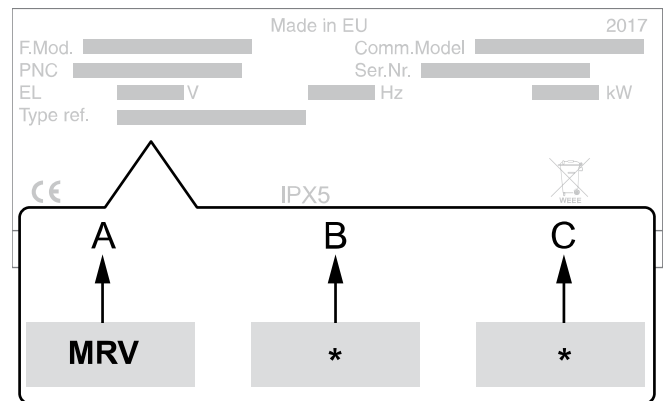 Made in EU 2017
F.Mod. Comm.Model
PNC Ser.Nr.
EL V Hz kW
Type ref.
CE IPX5
WEEE
A B C
MRV * *